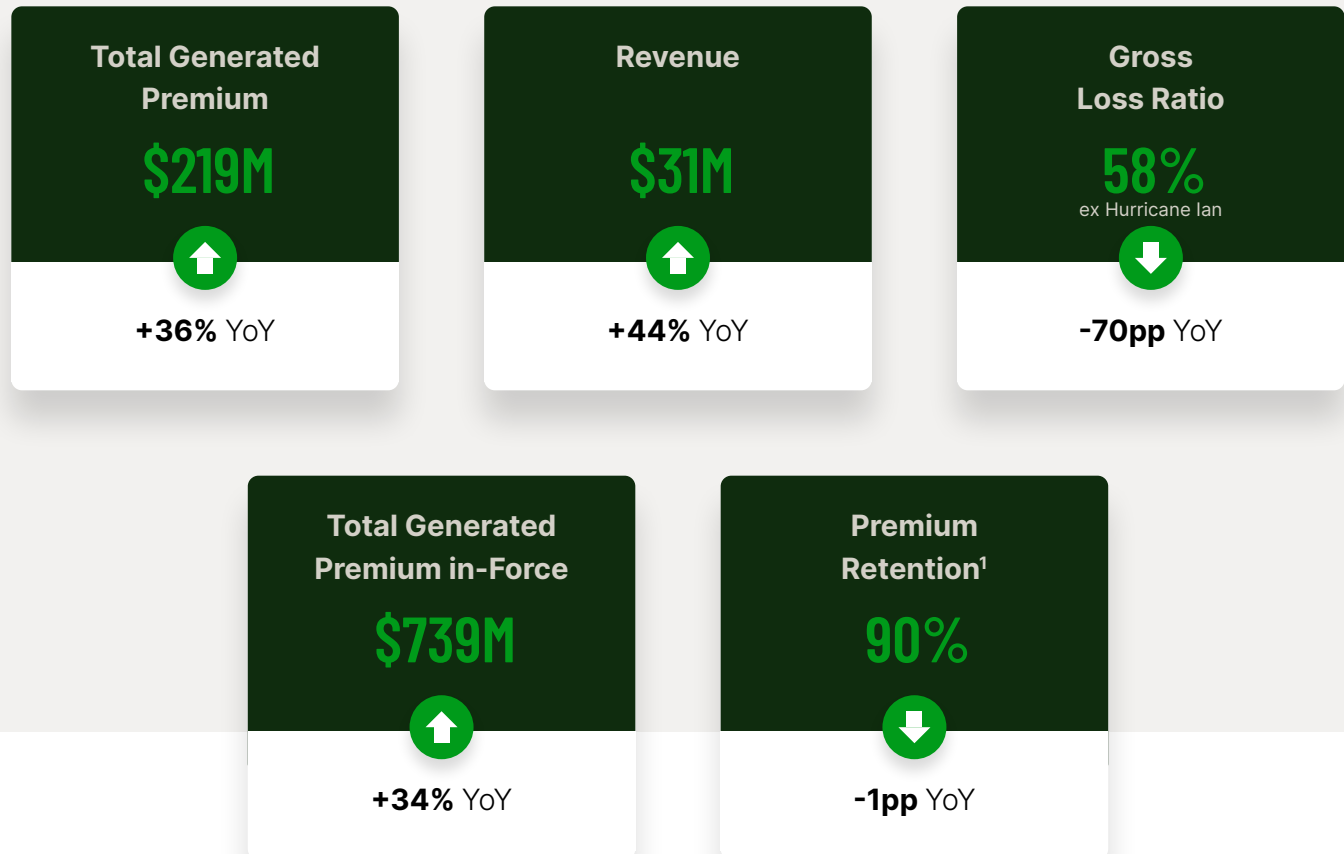 Total Generated
Premium
$219M
+36% YoY
Revenue
$31M
+44% YoY
Gross
Loss Ratio
58%
ex Hurricane Ian
-70pp YoY
Total Generated
Premium in-Force
$739M
+34% YoY
Premium
Retention¹
90%
-1pp YoY